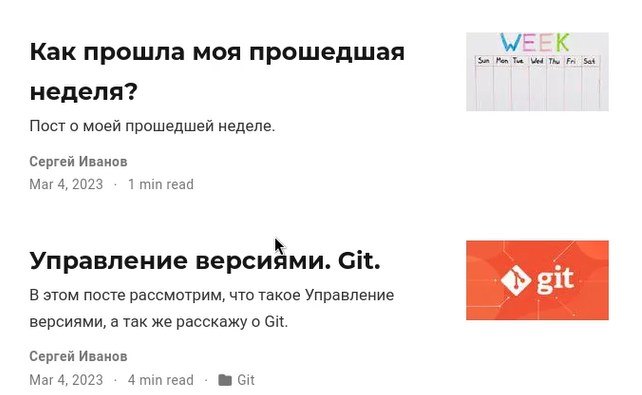 Как прошла моя прошедшая
неделя?
Пост о моей прошедшей неделе.
Сергей Иванов
Mar 4, 2023 · 1 min read
WEEK
Sun Mon Tue Wed Thu Fri Sat
Управление версиями. Git.
В этом посте рассмотрим, что такое Управление
версиями, а так же расскажу о Git.
Сергей Иванов
Mar 4, 2023 · 4 min read · Git
git